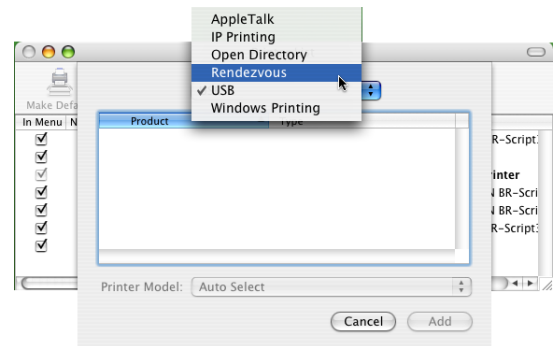 AppleTalk
IP Printing
Open Directory
Rendezvous
✓ USB
Windows Printing
Make Defa
In Menu N
Product
Type
R-Script
inter
N BR-Scri
N BR-Scri
R-Script
Printer Model: Auto Select
Cancel Add